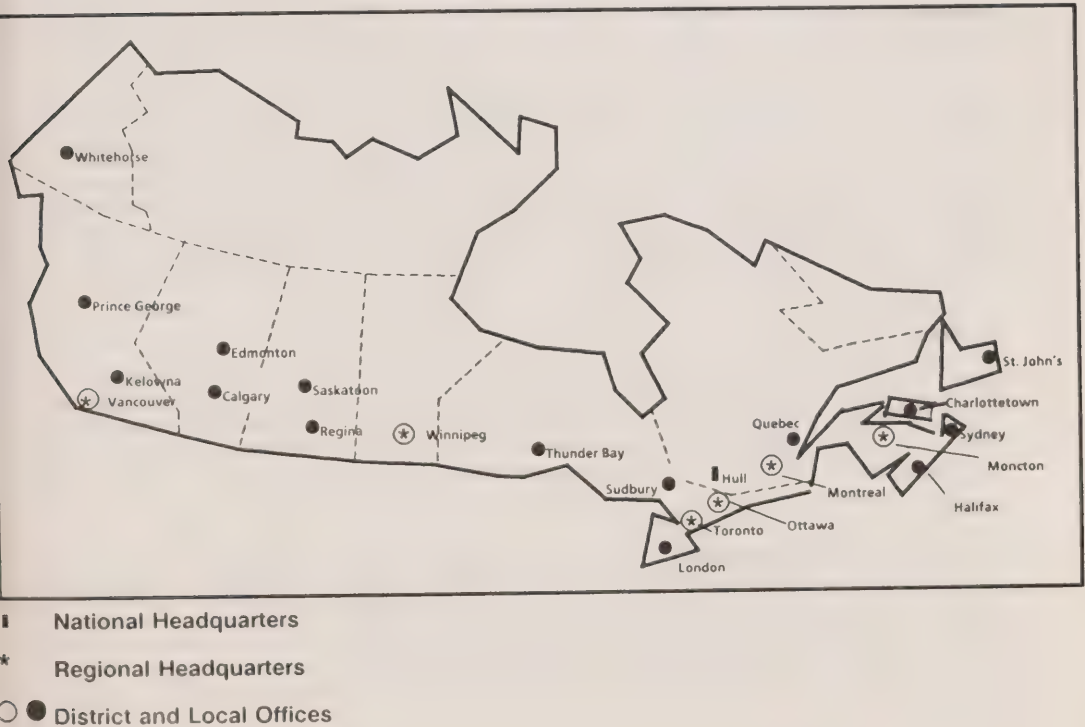 Whitehorse
Prince George
Edmonton
Kelowna
Vancouver
Calgary
Saskatoon
Regina
Winnipeg
Thunder Bay
Sudbury
Hull
Toronto
Ottawa
London
Quebec
Montreal
St. John's
Charlottetown
Sydney
Moncton
Halifax
National Headquarters
* Regional Headquarters
District and Local Offices